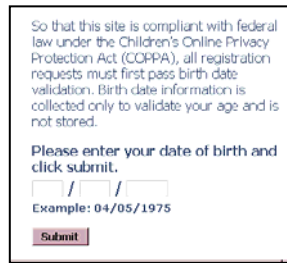 So that this site is compliant with federal
law under the Children's Online Privacy
Protection Act (COPPA), all registration
requests must first pass birth date
validation. Birth date information is
collected only to validate your age and is
not stored.
Please enter your date of birth and
click submit.
/ /
Example: 04/05/1975
Submit